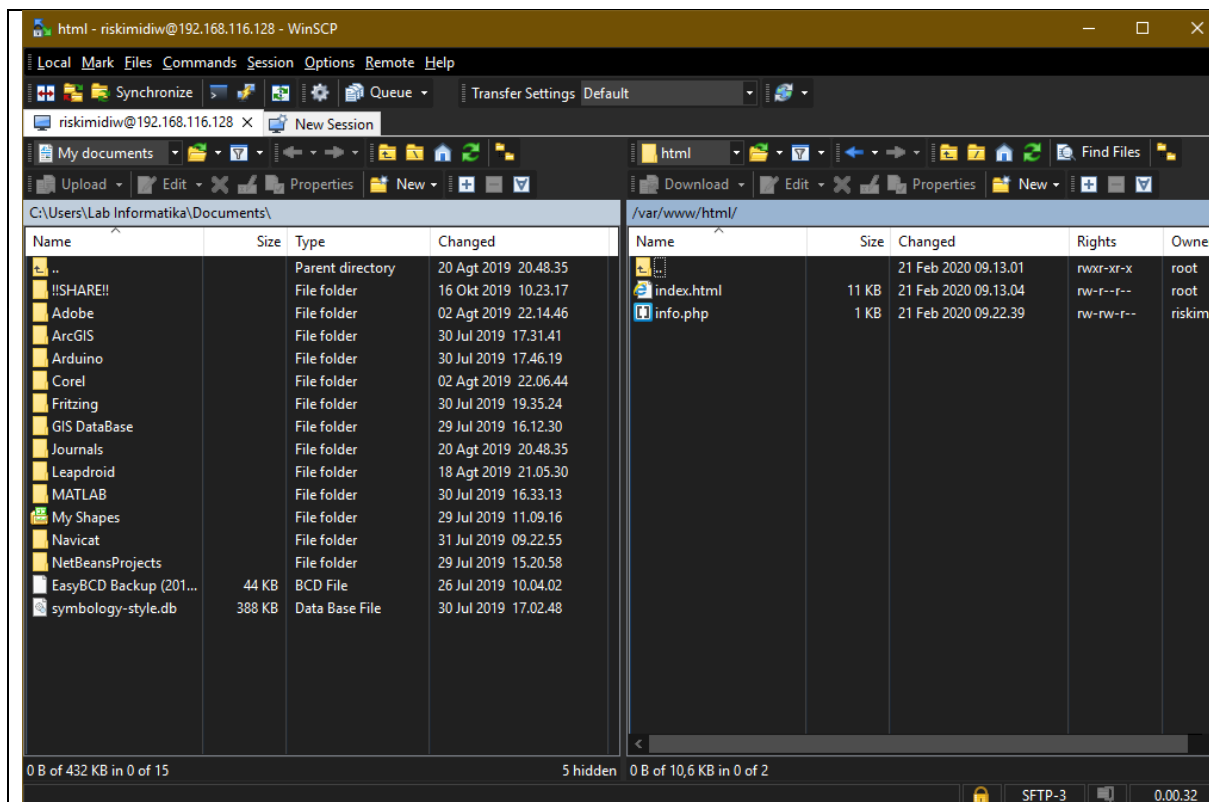 html - riskimidiw@192.168.116.128 - WinSCP
Local Mark Files Commands Session Options Remote Help
Synchronize Queue Transfer Settings Default
riskimidiw@192.168.116.128 New Session
My documents html Find Files
Upload Edit Properties New Download Edit Properties New
C:\Users\Lab Informatika\Documents\ /var/www/html/
Name Size Type Changed Name Size Changed Rights Owne
.. Parent directory 20 Agt 2019 20.48.35 .. 21 Feb 2020 09.13.01 rwxr-xr-x root
!!SHARE!! File folder 16 Okt 2019 10.23.17 index.html 11 KB 21 Feb 2020 09.13.04 rw-r--r-- root
Adobe File folder 02 Agt 2019 22.14.46 info.php 1 KB 21 Feb 2020 09.22.39 rw-rw-r-- riskim
ArcGIS File folder 30 Jul 2019 17.31.41
Arduino File folder 30 Jul 2019 17.46.19
Corel File folder 02 Agt 2019 22.06.44
Fritzing File folder 30 Jul 2019 19.35.24
GIS DataBase File folder 29 Jul 2019 16.12.30
Journals File folder 20 Agt 2019 20.48.35
Leapdroid File folder 18 Agt 2019 21.05.30
MATLAB File folder 30 Jul 2019 16.33.13
My Shapes File folder 29 Jul 2019 11.09.16
Navicat File folder 31 Jul 2019 09.22.55
NetBeansProjects File folder 29 Jul 2019 15.20.58
EasyBCD Backup (201... 44 KB BCD File 26 Jul 2019 10.04.02
symbology-style.db 388 KB Data Base File 30 Jul 2019 17.02.48
0 B of 432 KB in 0 of 15 5 hidden 0 B of 10,6 KB in 0 of 2
SFTP-3 0.00.32